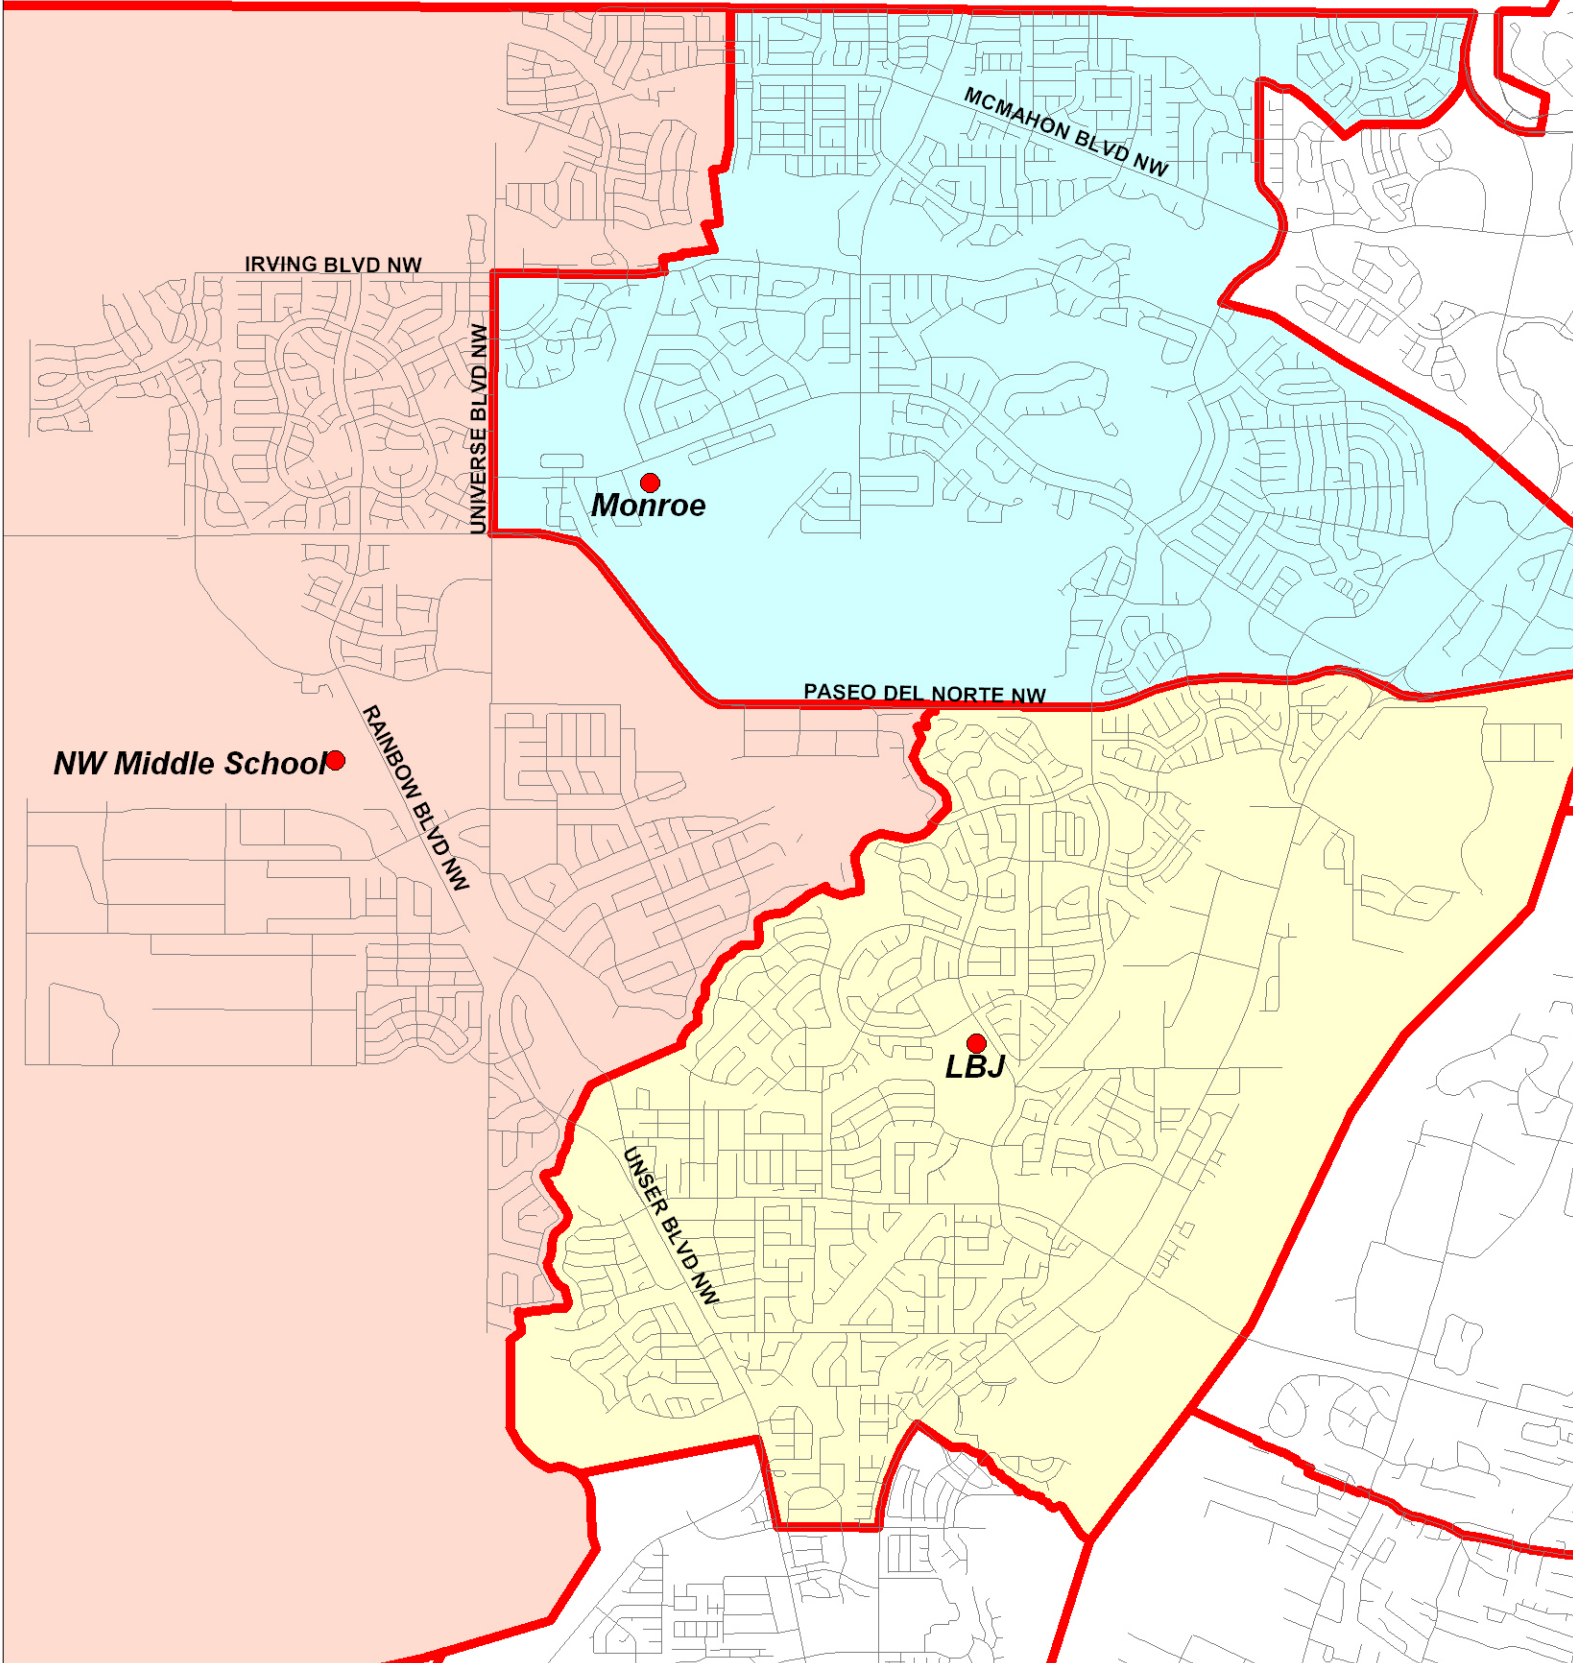 MCMAHON BLVD NW
IRVING BLVD NW
UNIVERSE BLVD NW
Monroe
PASEO DEL NORTE NW
RAINBOW BLVD NW
NW Middle School
LBJ
UNSER BLVD NW